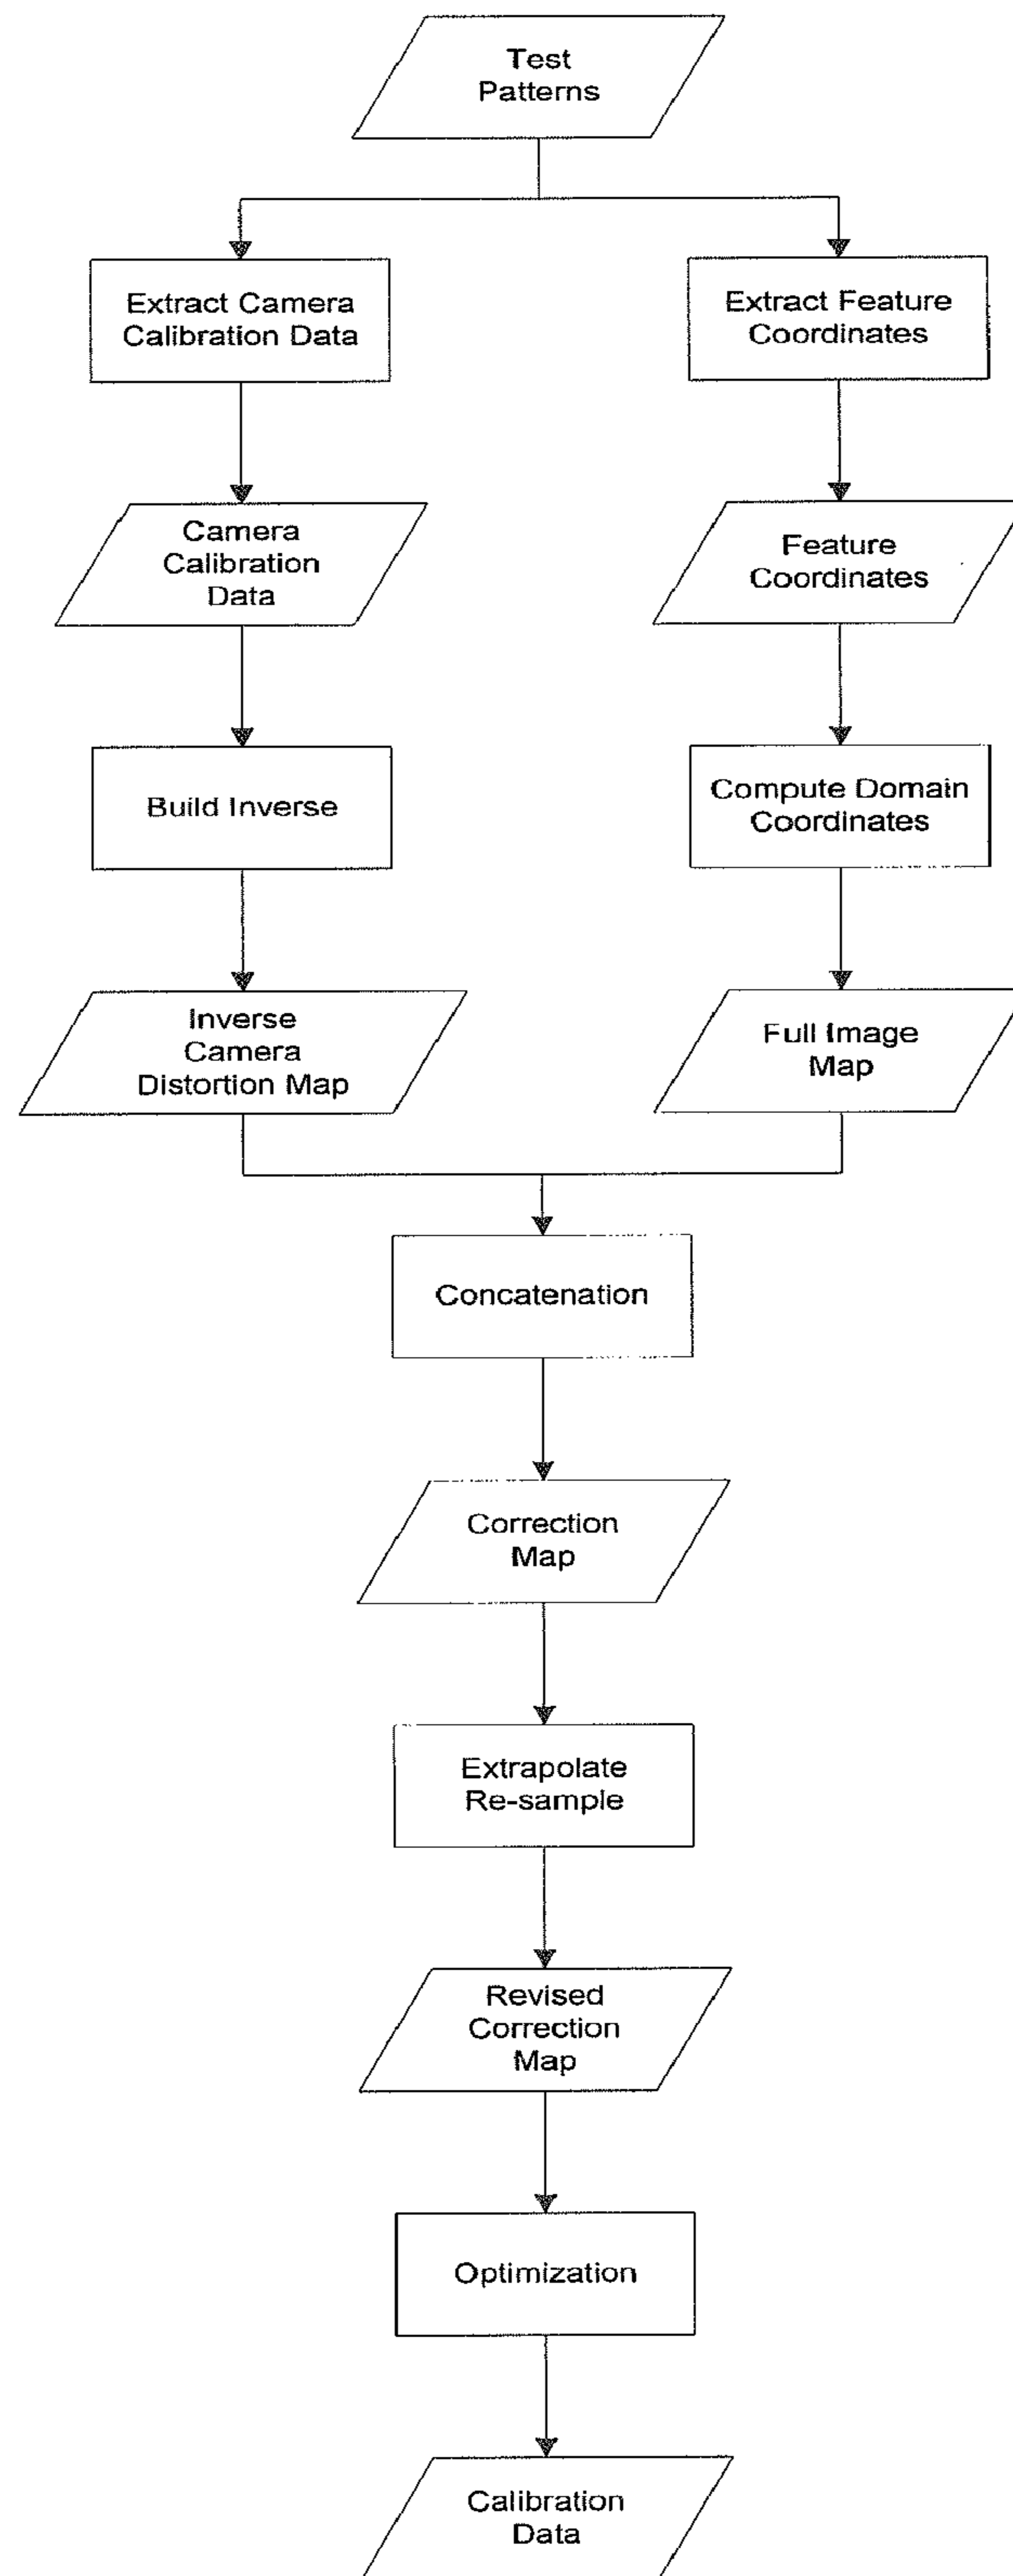 Test
Patterns
Extract Camera
Calibration Data
Extract Feature
Coordinates
Camera
Calibration
Data
Feature
Coordinates
Build Inverse
Compute Domain
Coordinates
Inverse
Camera
Distortion Map
Full Image
Map
Concatenation
Correction
Map
Extrapolate
Re-sample
Revised
Correction
Map
Optimization
Calibration
Data